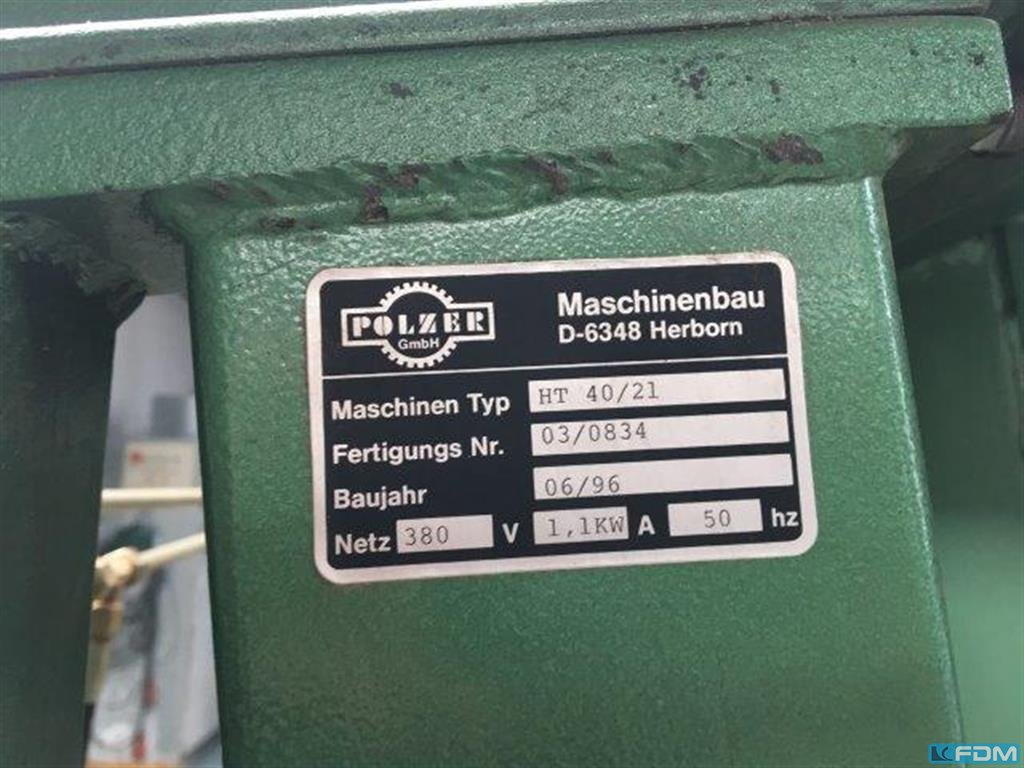 POLZER
GmbH
Maschinenbau
D-6348 Herborn
Maschinen Typ HT 40/21
Fertigungs Nr. 03/0834
Baujahr 06/96
Netz 380 V 1,1KW A 50 hz
KFDM